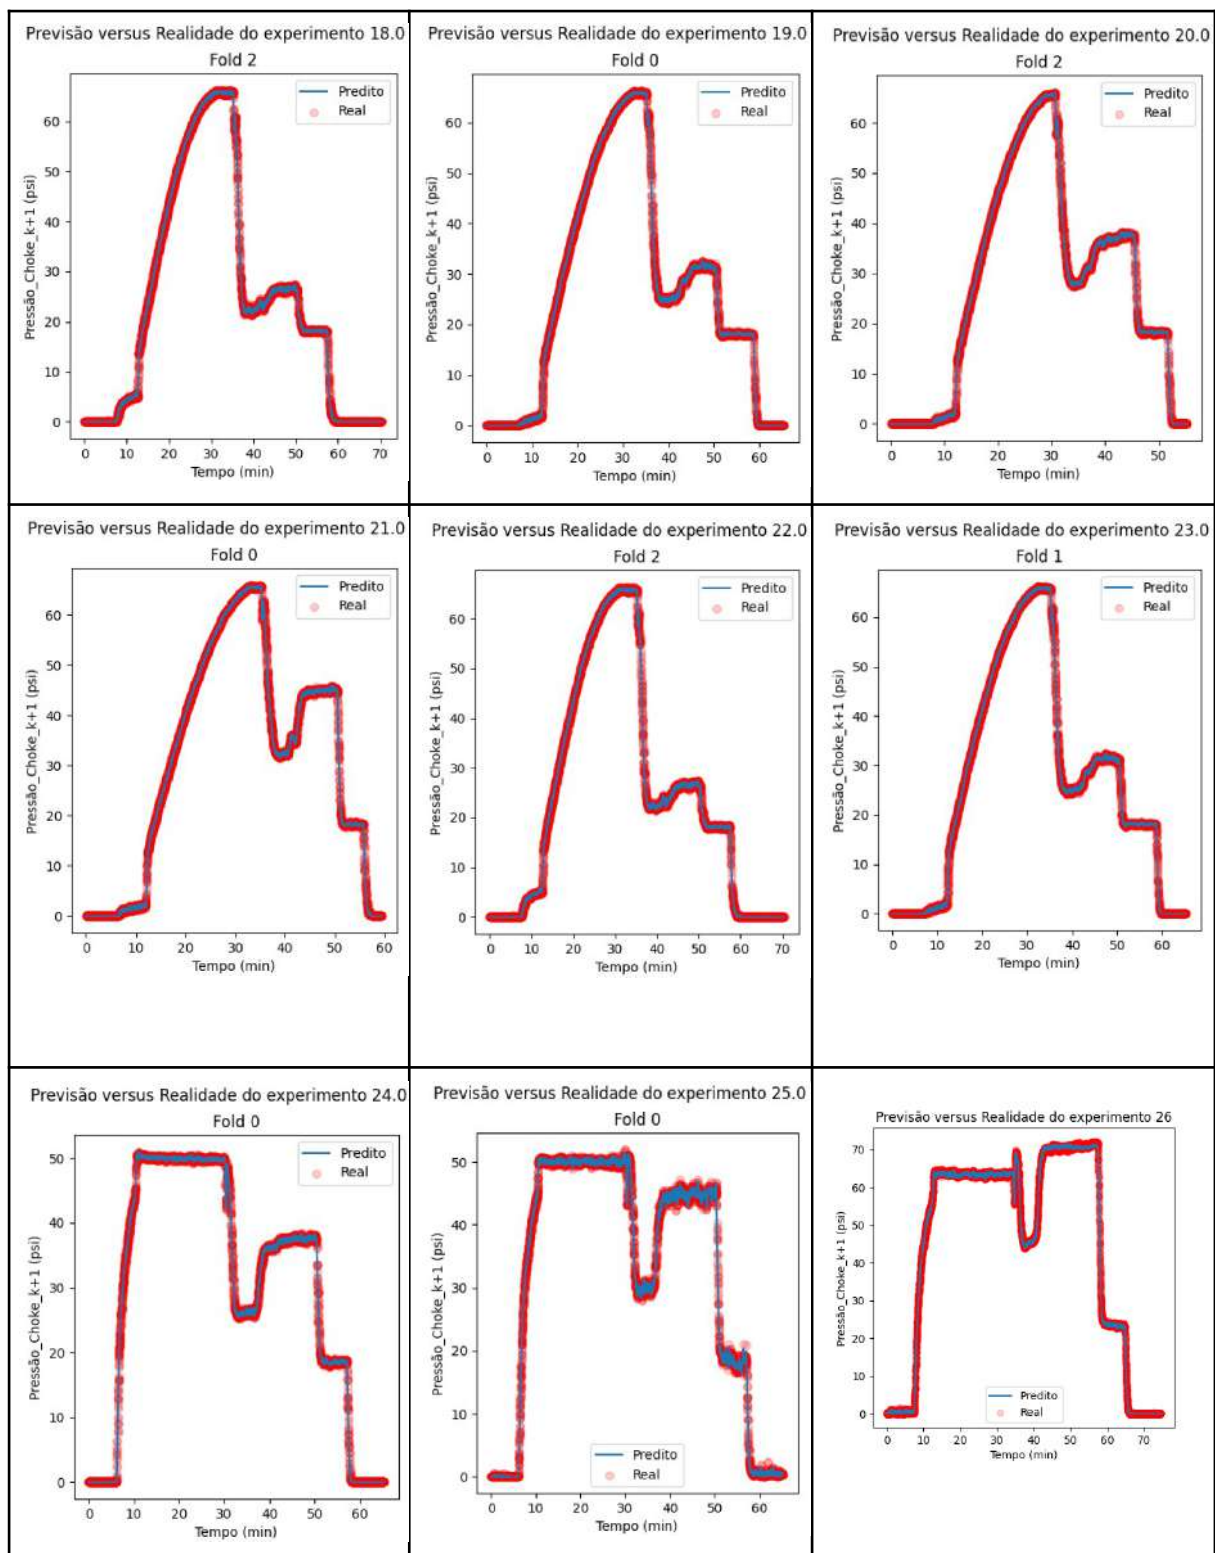 Previsão versus Realidade do experimento 18.0
Fold 2
Predito
Real
Pressão_Choke_k+1 (psi)
60
50
40
30
20
10
0
0 10 20 30 40 50 60 70
Tempo (min)
Previsão versus Realidade do experimento 19.0
Fold 0
Predito
Real
Pressão_Choke_k+1 (psi)
60
50
40
30
20
10
0
0 10 20 30 40 50 60
Tempo (min)
Previsão versus Realidade do experimento 20.0
Fold 2
Predito
Real
Pressão_Choke_k+1 (psi)
60
50
40
30
20
10
0
0 10 20 30 40 50
Tempo (min)
Previsão versus Realidade do experimento 21.0
Fold 0
Predito
Real
Pressão_Choke_k+1 (psi)
60
50
40
30
20
10
0
0 10 20 30 40 50 60
Tempo (min)
Previsão versus Realidade do experimento 22.0
Fold 2
Predito
Real
Pressão_Choke_k+1 (psi)
60
50
40
30
20
10
0
0 10 20 30 40 50 60 70
Tempo (min)
Previsão versus Realidade do experimento 23.0
Fold 1
Predito
Real
Pressão_Choke_k+1 (psi)
60
50
40
30
20
10
0
0 10 20 30 40 50 60
Tempo (min)
Previsão versus Realidade do experimento 24.0
Fold 0
Predito
Real
Pressão_Choke_k+1 (psi)
50
40
30
20
10
0
0 10 20 30 40 50 60
Tempo (min)
Previsão versus Realidade do experimento 25.0
Fold 0
Pressão_Choke_k+1 (psi)
50
40
30
20
10
0
Predito
Real
0 10 20 30 40 50 60
Tempo (min)
Previsão versus Realidade do experimento 26
Pressão_Choke_k+1 (psi)
70
60
50
40
30
20
10
0
Predito
Real
0 10 20 30 40 50 60 70
Tempo (min)